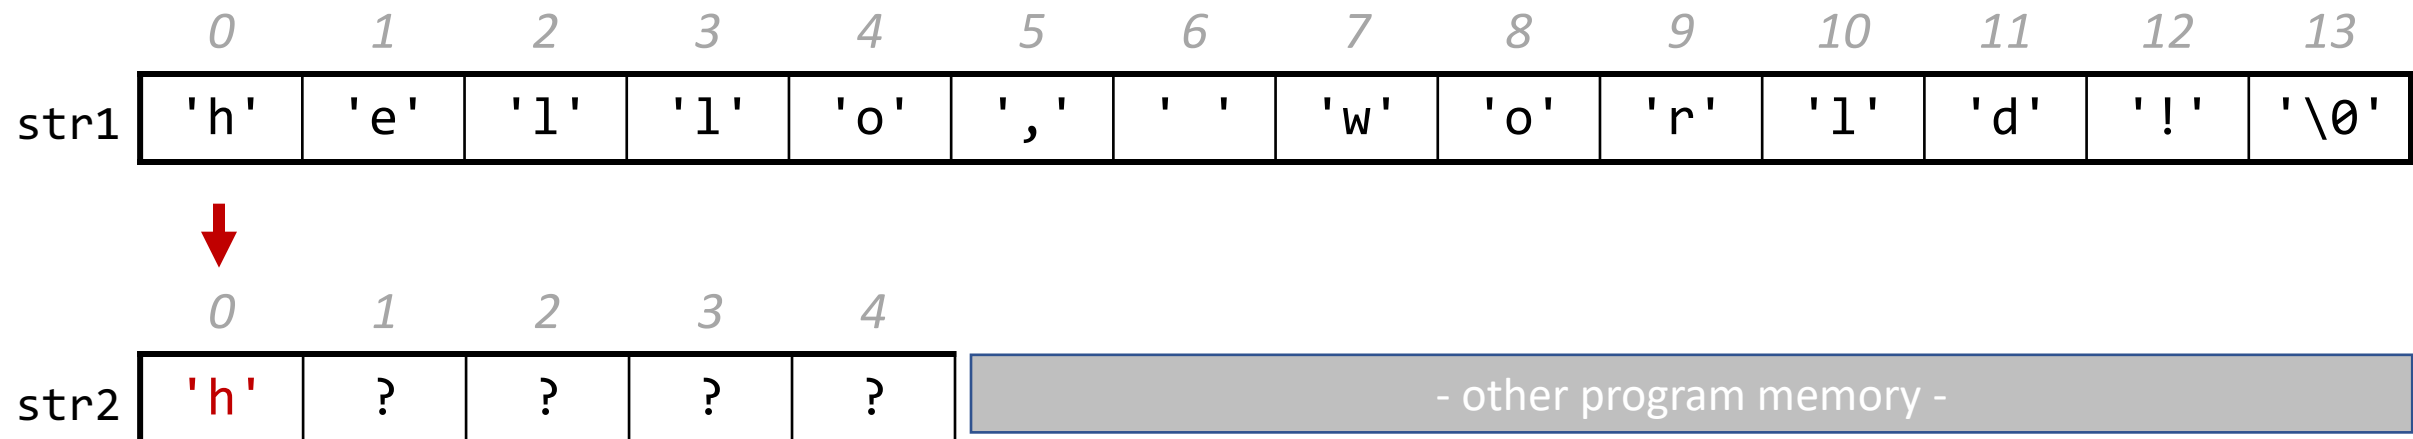 0 1 2 3 4 5 6 7 8 9 10 11 12 13
str1 'h' 'e' 'l' 'l' 'o' ',' ' ' 'w' 'o' 'r' 'l' 'd' '!' '\0'
0 1 2 3 4
str2 'h' ? ? ? ? - other program memory -